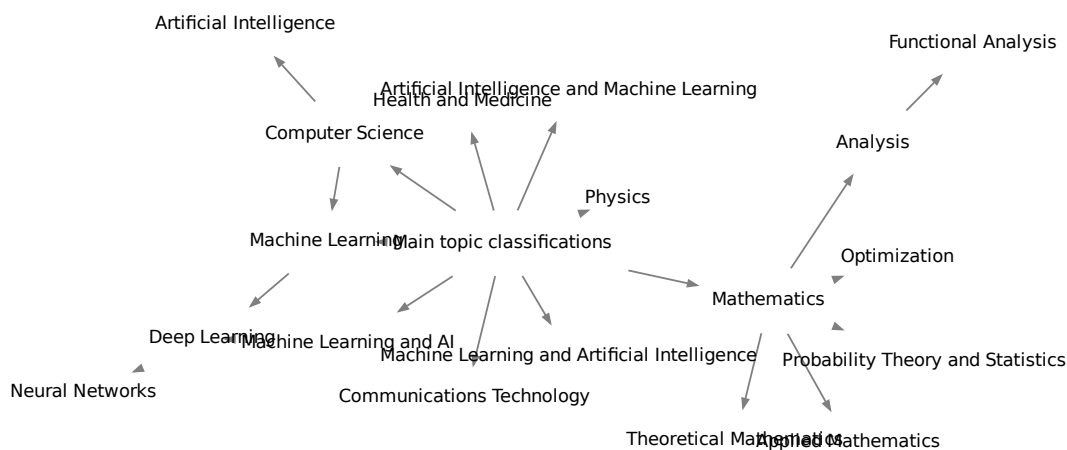 Artificial Intelligence
Functional Analysis
Artificial Intelligence and Machine Learning
Health and Medicine
Computer Science
Analysis
Physics
Machine Learning
Main topic classifications
Optimization
Mathematics
Deep Learning
Machine Learning and AI
Machine Learning and Artificial Intelligence
Probability Theory and Statistics
Neural Networks
Communications Technology
Theoretical Mathematics
Applied Mathematics